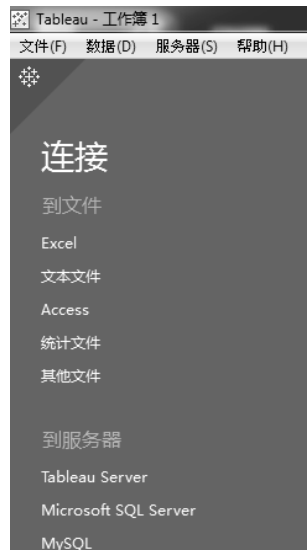 Tableau - 工作簿 1
文件(F) 数据(D) 服务器(S) 帮助(H)
连接
到文件
Excel
文本文件
Access
统计文件
其他文件
到服务器
Tableau Server
Microsoft SQL Server
MySQL